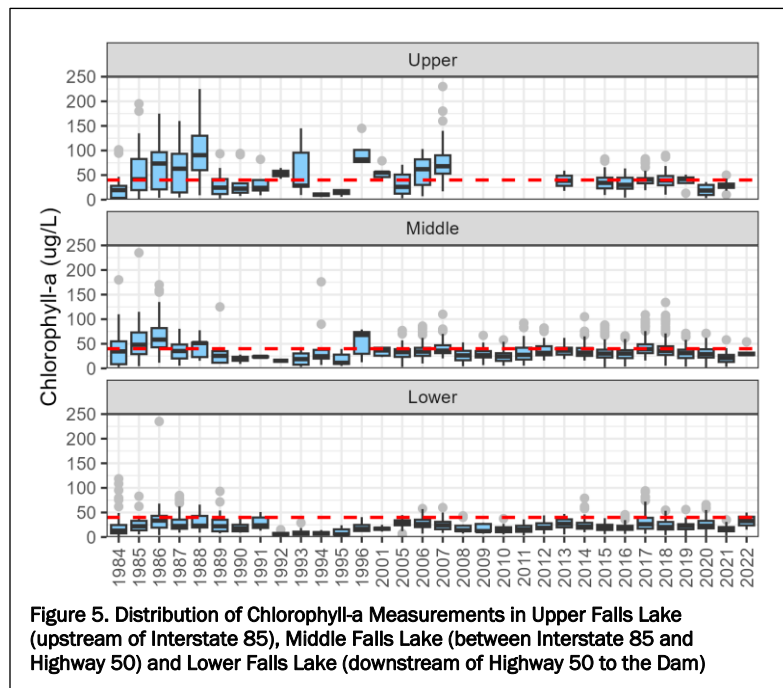 Upper
250
200
150
100
50
0
Middle
250
200
150
100
50
0
Lower
250
200
150
100
50
0
Chlorophyll-a (ug/L)
1984 1985 1986 1987 1988 1989 1990 1991 1992 1993 1994 1995 1996 2001 2005 2006 2007 2008 2009 2010 2011 2012 2013 2014 2015 2016 2017 2018 2019 2020 2021 2022
Figure 5. Distribution of Chlorophyll-a Measurements in Upper Falls Lake
(upstream of Interstate 85), Middle Falls Lake (between Interstate 85 and
Highway 50) and Lower Falls Lake (downstream of Highway 50 to the Dam)